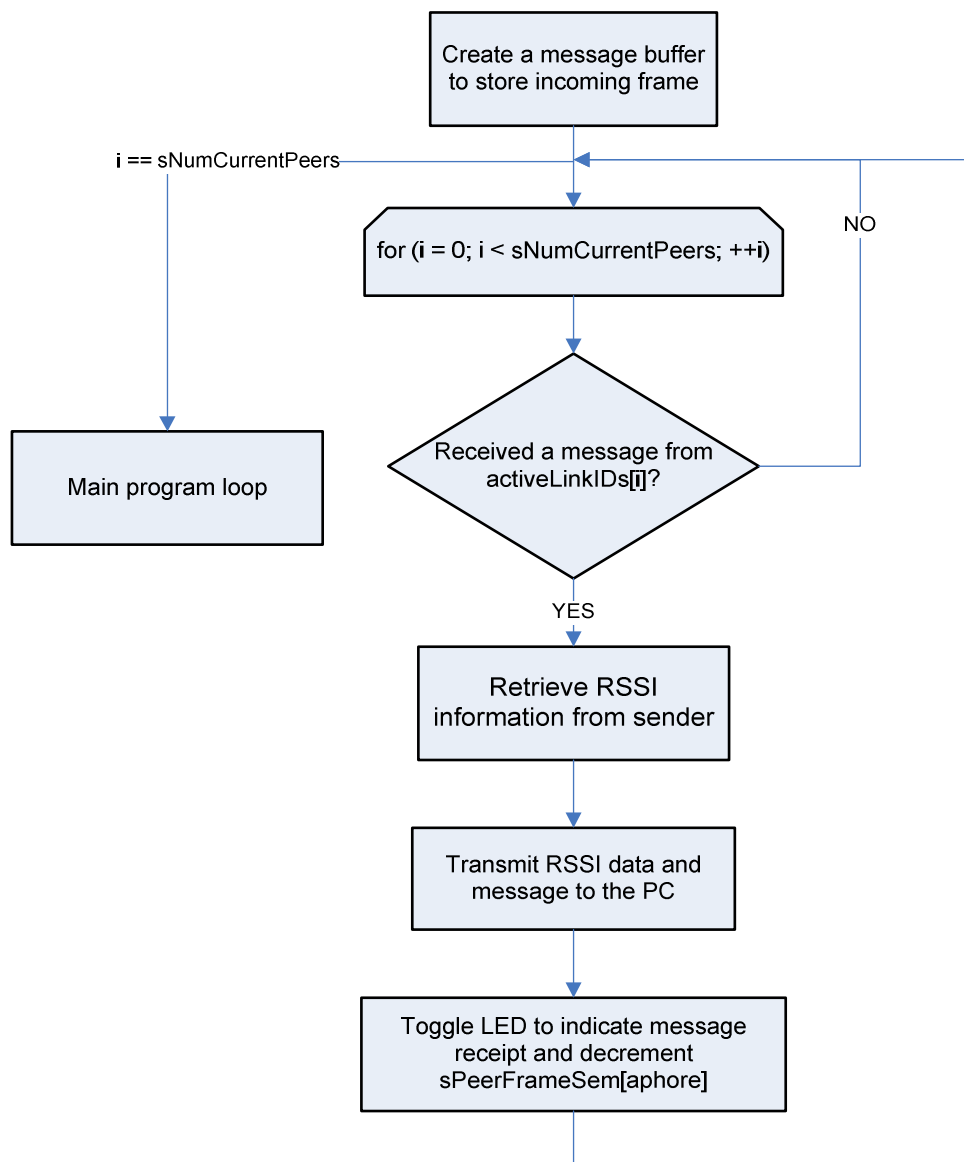 Create a message buffer
to store incoming frame
i == sNumCurrentPeers
NO
for (i = 0; i < sNumCurrentPeers; ++i)
Received a message from
activeLinkIDs[i]?
Main program loop
YES
Retrieve RSSI
information from sender
Transmit RSSI data and
message to the PC
Toggle LED to indicate message
receipt and decrement
sPeerFrameSem[aphore]